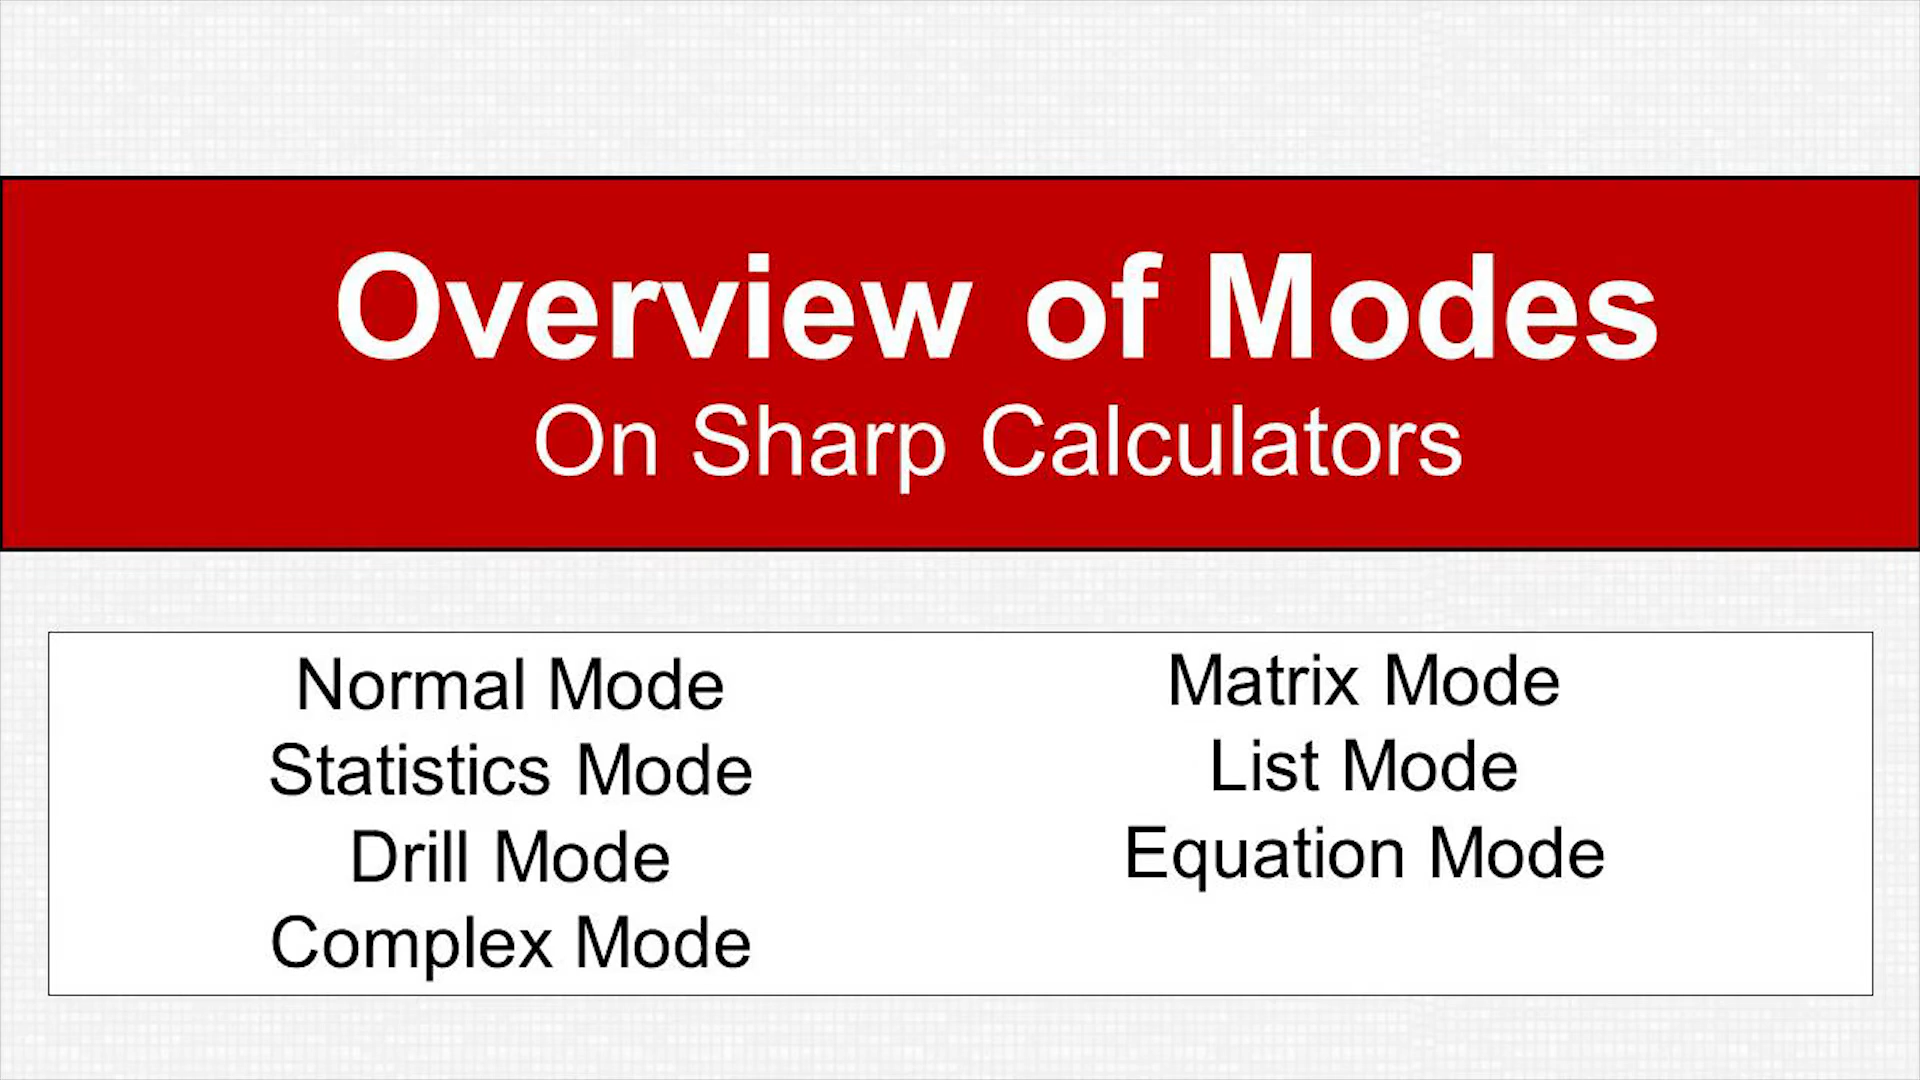 Overview of Modes
On Sharp Calculators
Normal Mode
Statistics Mode
Drill Mode
Complex Mode
Matrix Mode
List Mode
Equation Mode